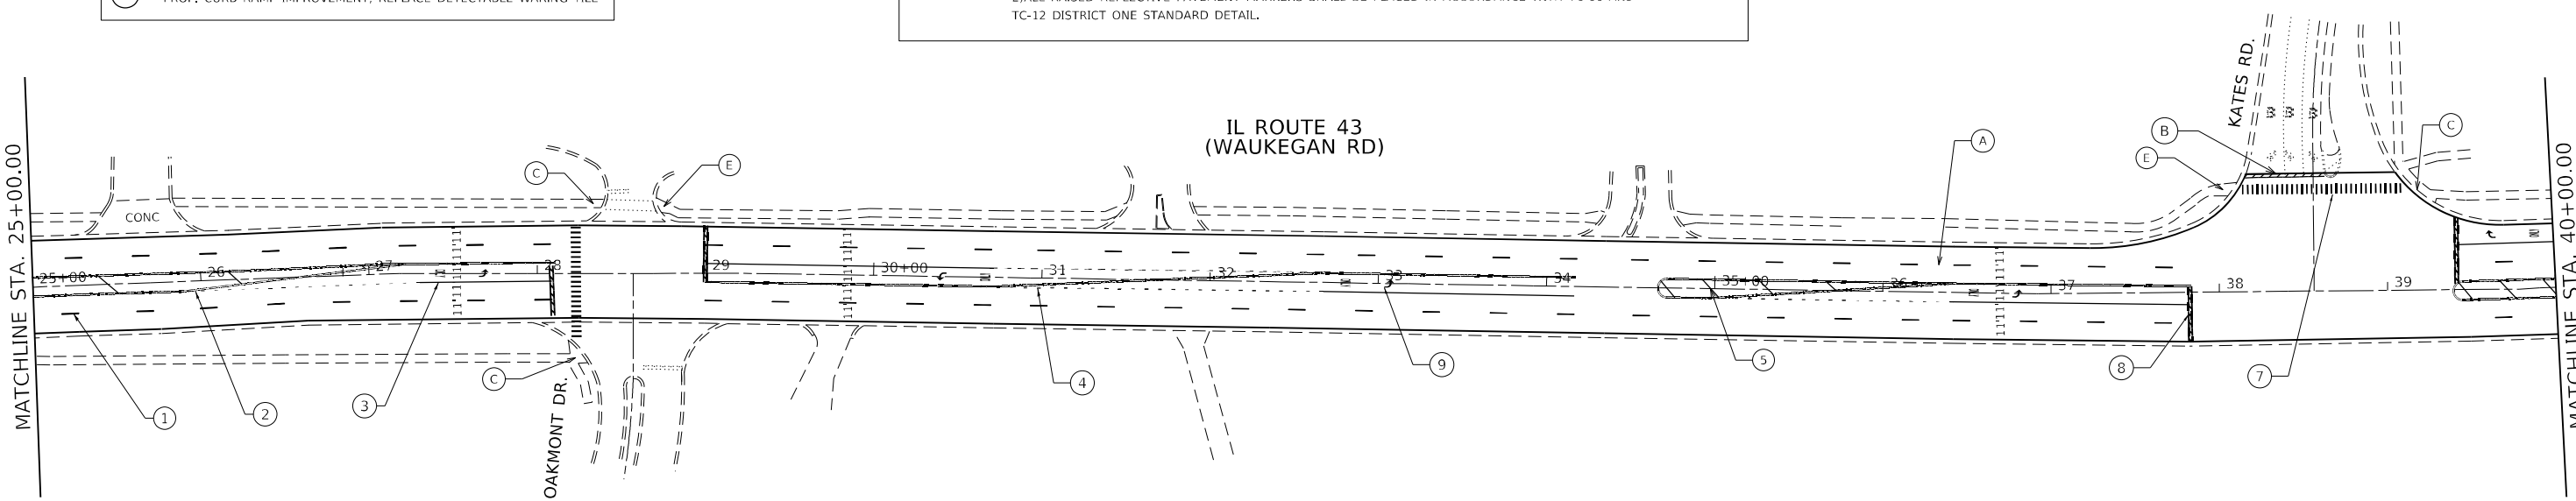 PROP. CURB RAMP IMPROVEMENT, REPLACE DETECTABLE WARING TILE
TC-12 DISTRICT ONE STANDARD DETAIL.
KATES RD.
IL ROUTE 43
(WAUKEGAN RD)
A
B
C
E
C
E
MATCHLINE STA. 25+00.00
MATCHLINE STA. 40+00.00
CONC
25+00
26
27
28
29
30+00
31
32
33
34
35+00
36
37
38
39
C
1
2
3
4
9
5
8
7
OAKMONT DR.